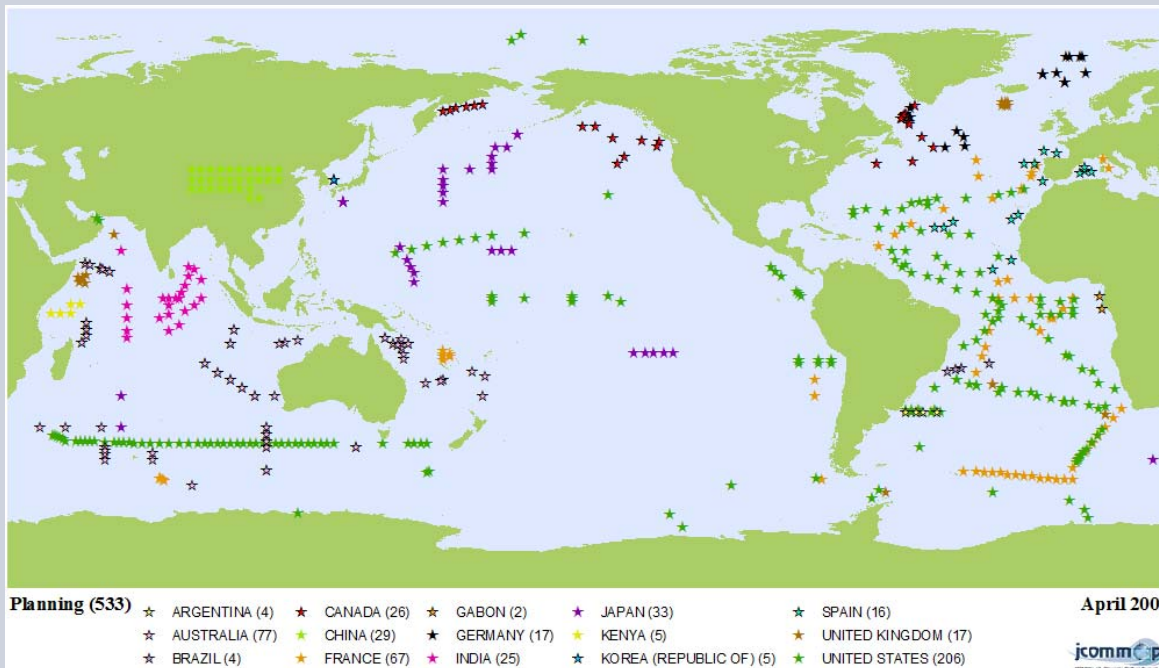 Planning (533)
ARGENTINA (4) CANADA (26) GABON (2) JAPAN (33) SPAIN (16)
April 200
AUSTRALIA (77) CHINA (29) GERMANY (17) KENYA (5) UNITED KINGDOM (17)
BRAZIL (4) FRANCE (67) INDIA (25) KOREA (REPUBLIC OF) (5) UNITED STATES (206)